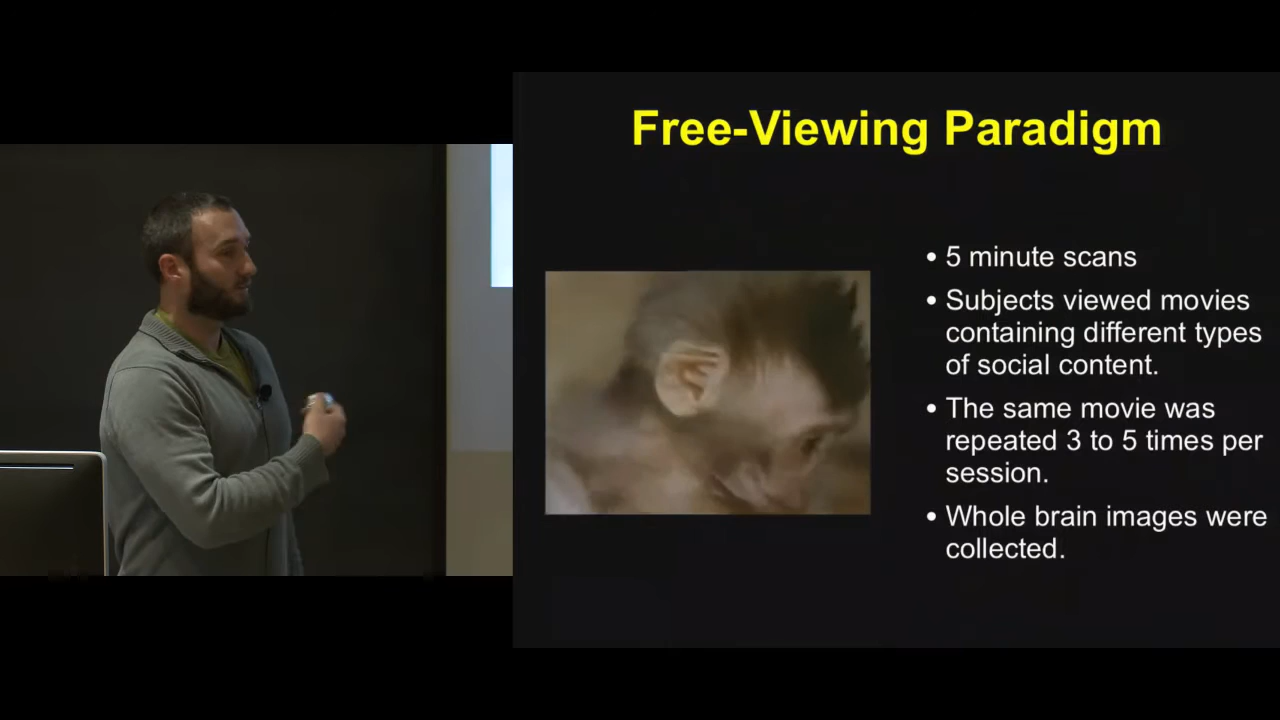 Free-Viewing Paradigm
• 5 minute scans
• Subjects viewed movies
containing different types
of social content.
• The same movie was
repeated 3 to 5 times per
session.
• Whole brain images were
collected.